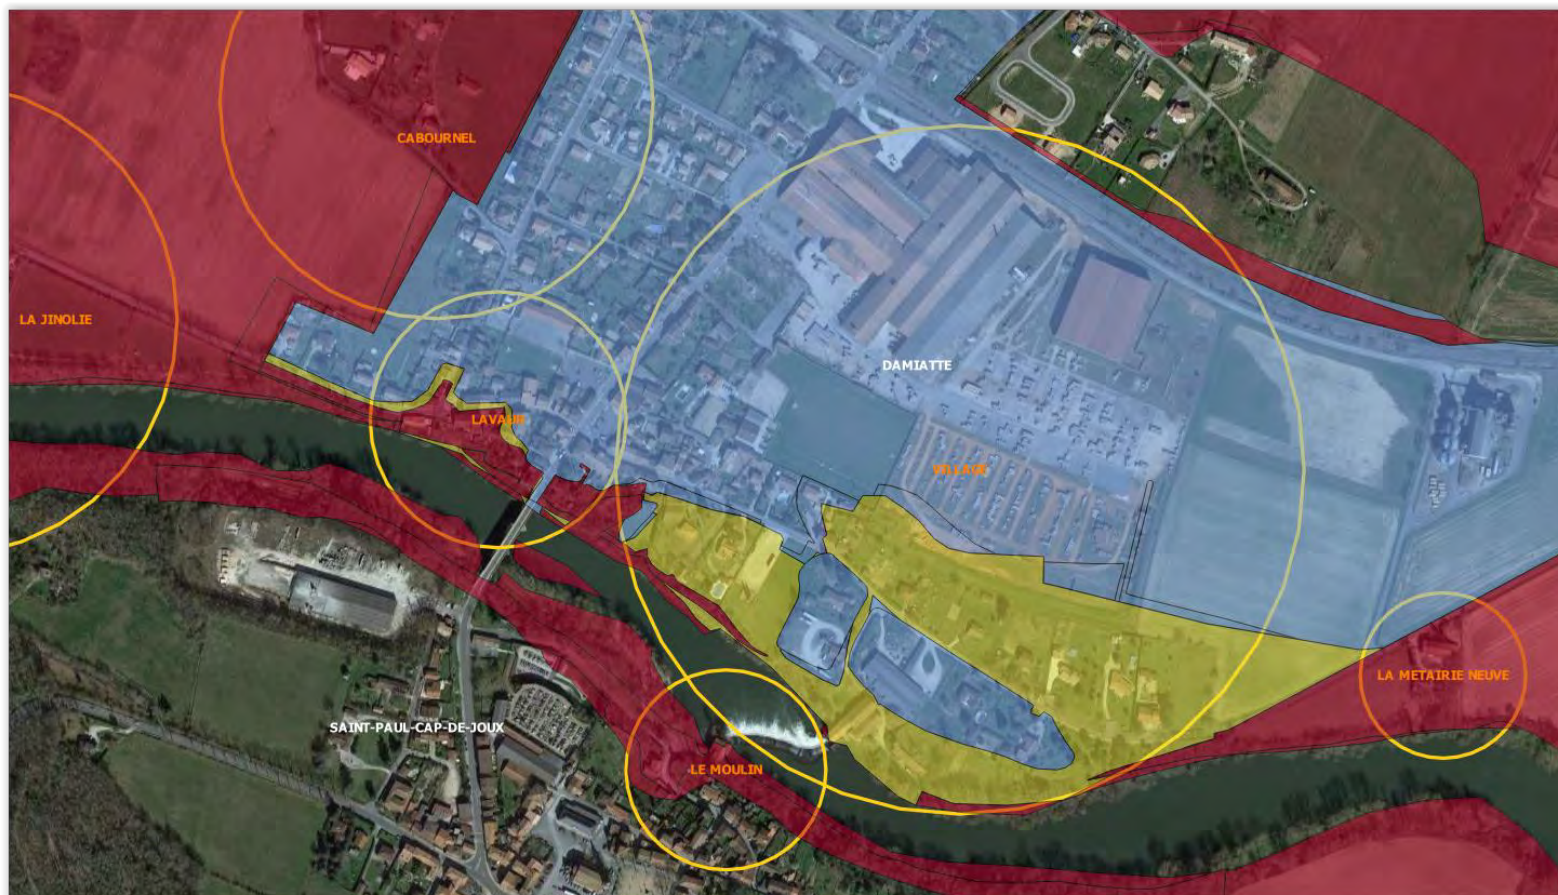 CABOURNEL
LA JINOLIE
DAMIATTE
LAVAUR
VILLAGE
LA METAIRIE NEUVE
SAINT-PAUL-CAP-DE-JOUX
LE MOULIN